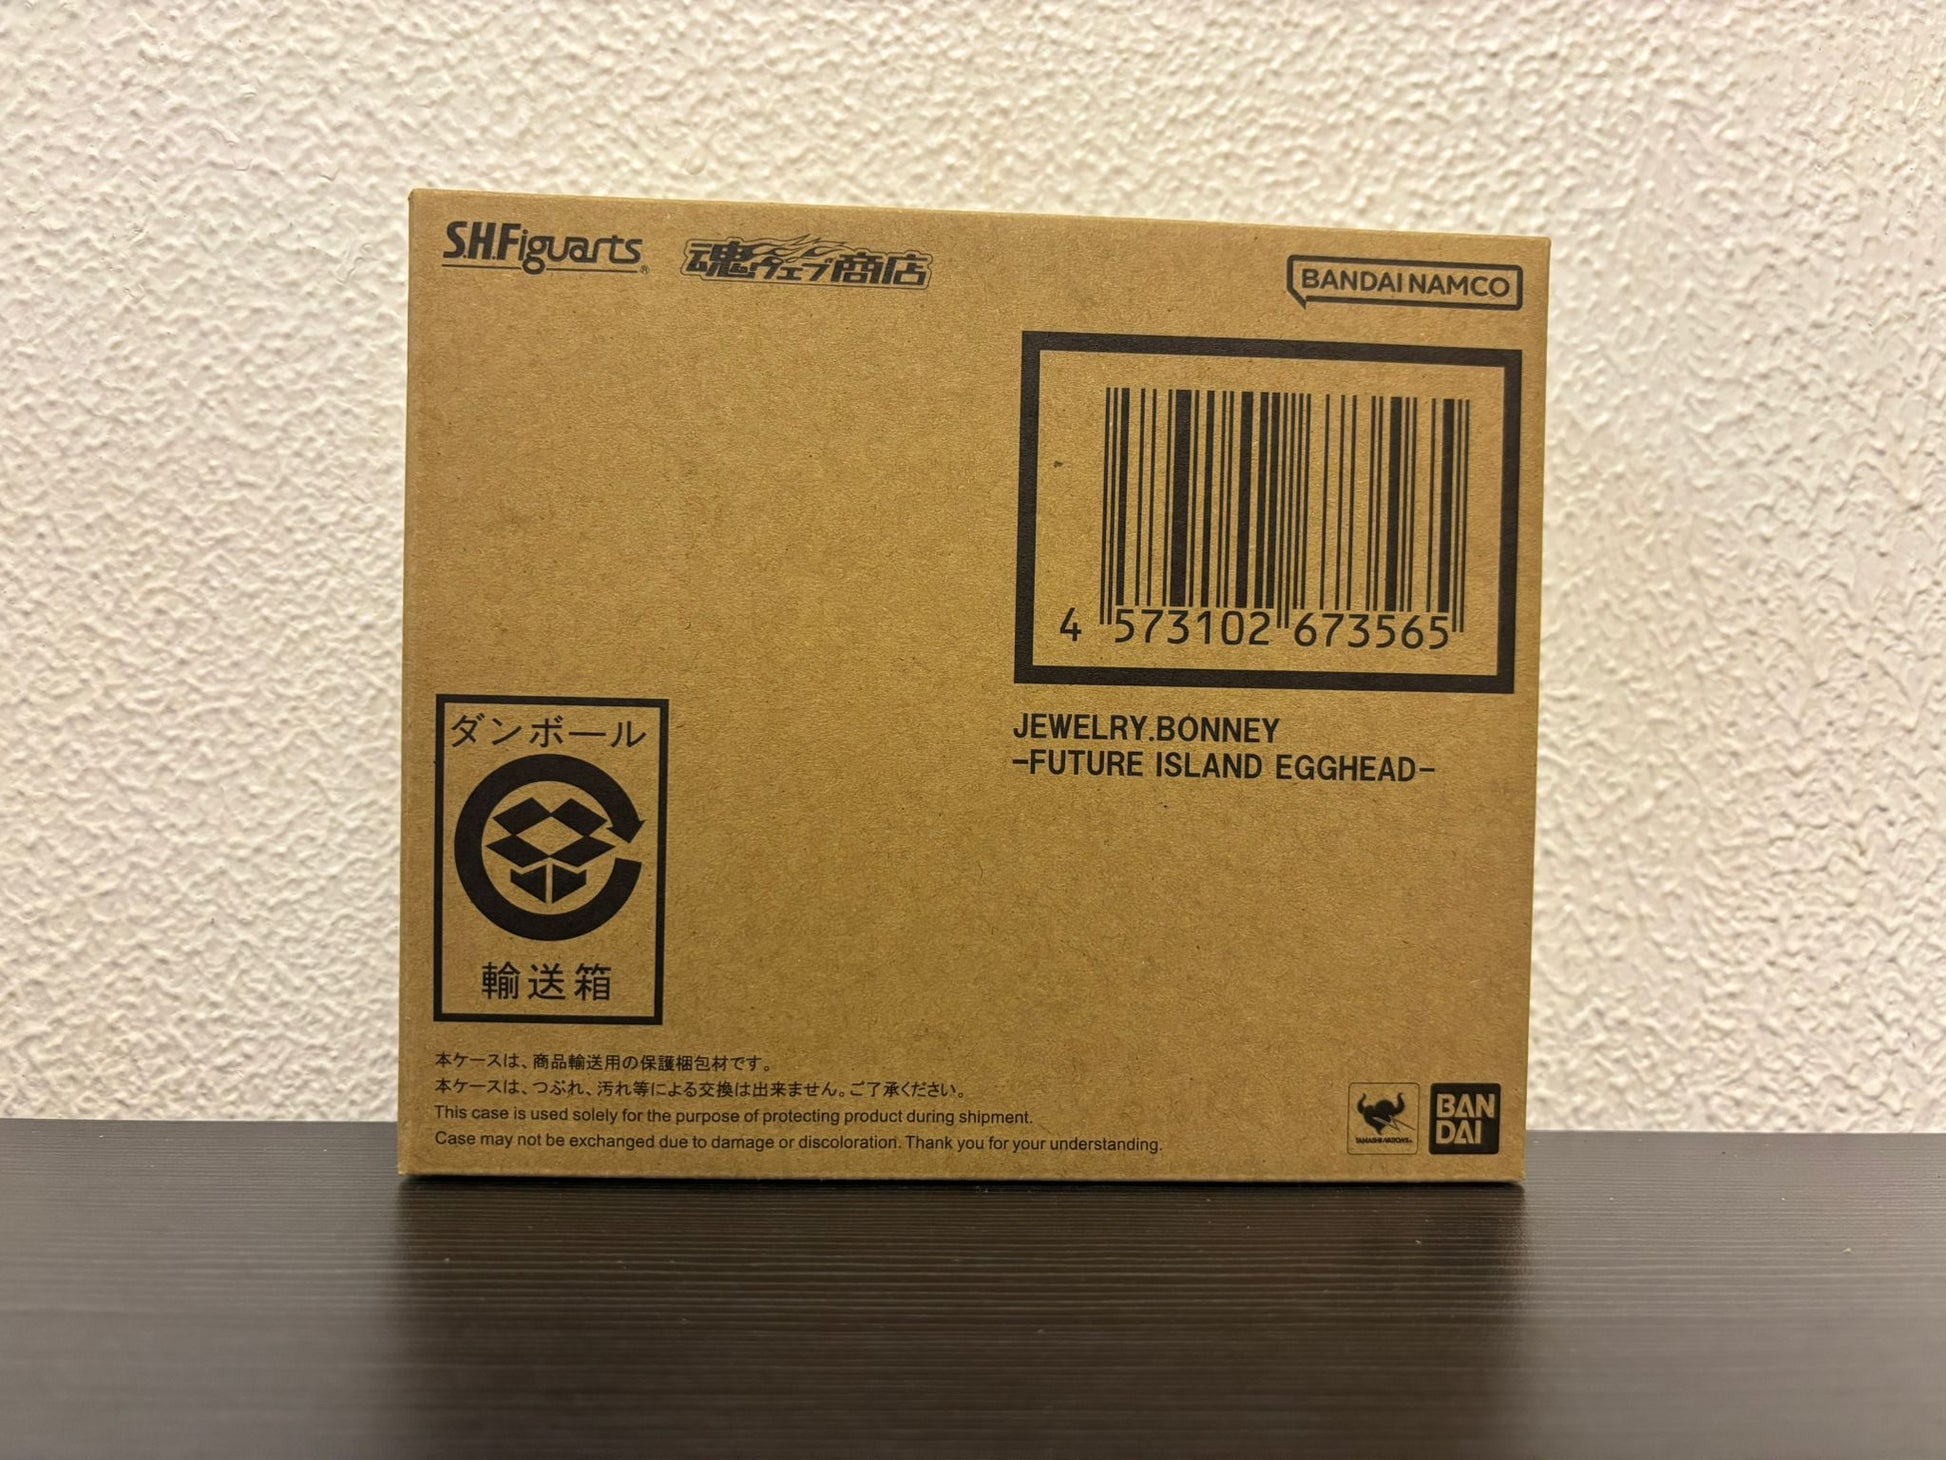 S.H.Figuarts®
魂ウェブ商店
BANDAI NAMCO
4 573102 673565
JEWELRY.BONNEY
-FUTURE ISLAND EGGHEAD-
ダンボール
輸送箱
本ケースは、商品輸送用の保護梱包材です。
本ケースは、つぶれ、汚れ等による交換は出来ません。ご了承ください。
This case is used solely for the purpose of protecting product during shipment.
Case may not be exchanged due to damage or discoloration. Thank you for your understanding.
TAMASHII NATIONS
BAN
DAI